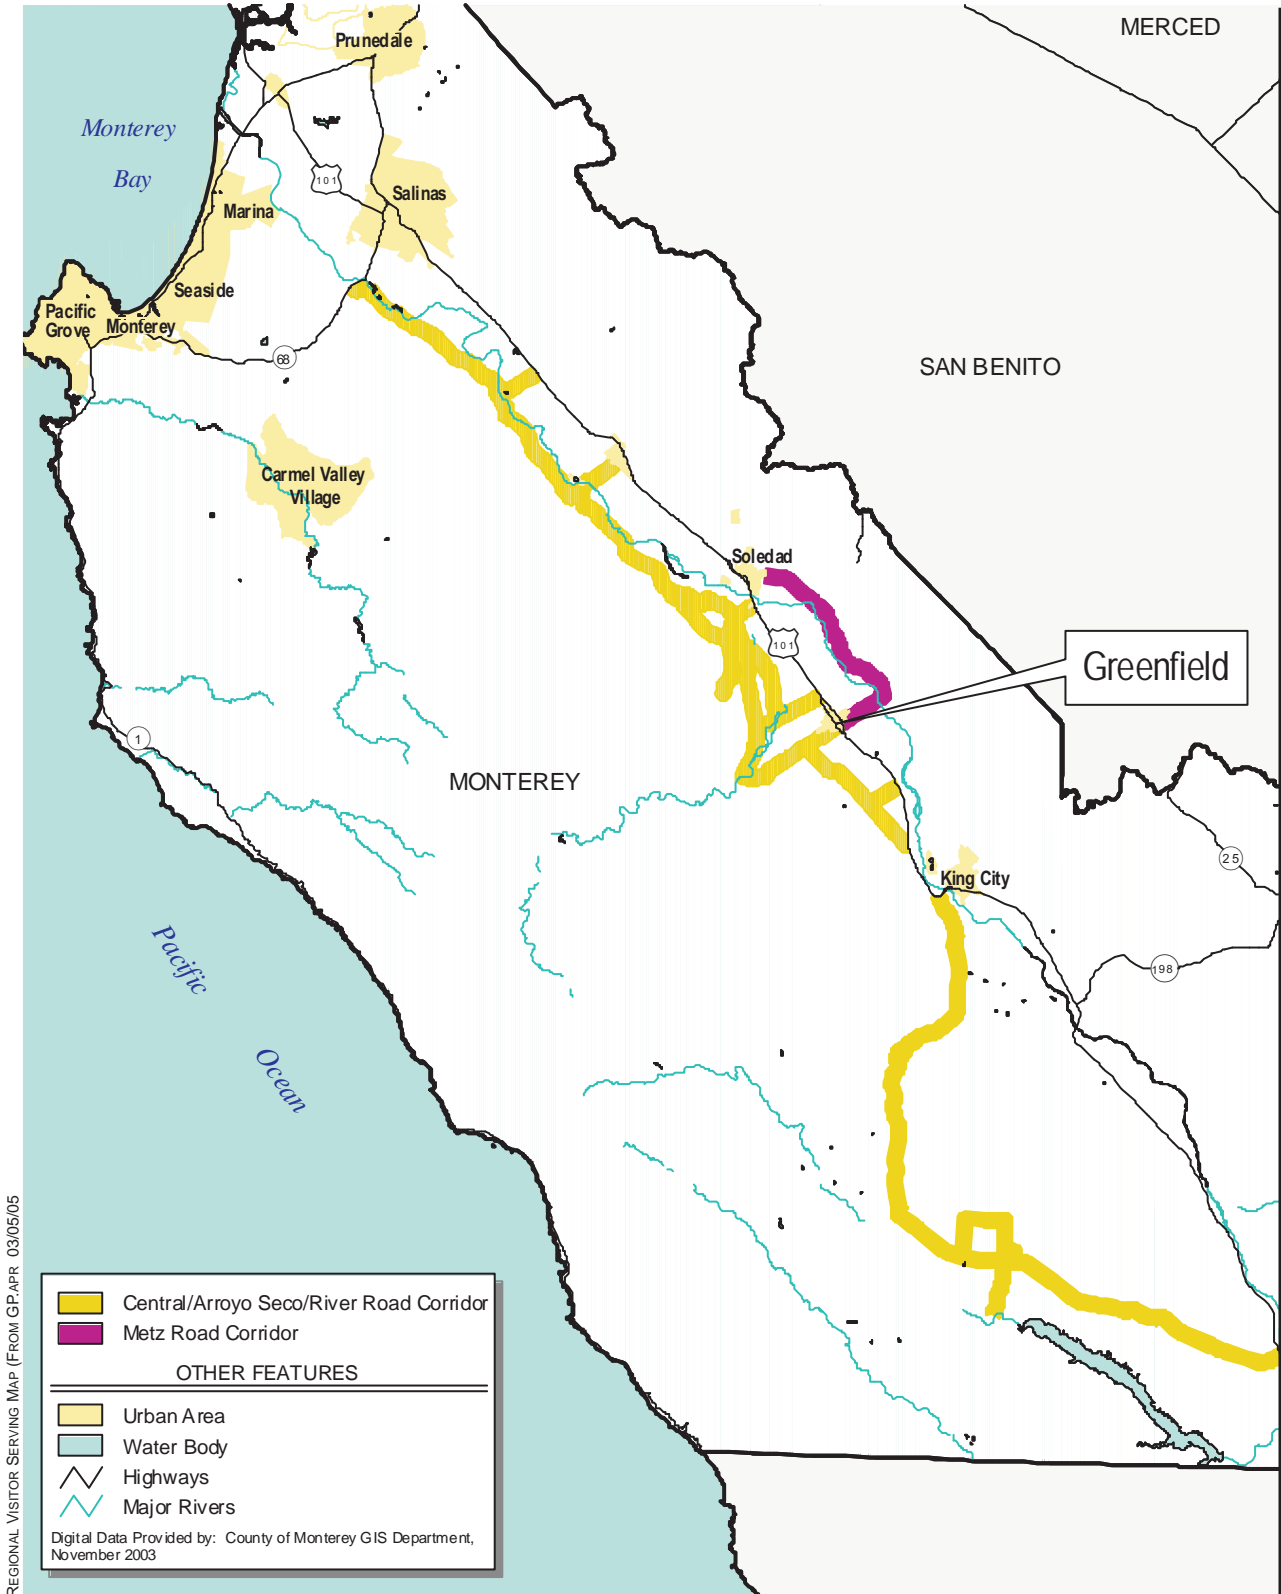 MERCED
Prunedale
Monterey
Bay
101
Salinas
Marina
Seaside
Pacific
Grove
Monterey
68
SAN BENITO
Carmel Valley
Village
Soledad
101
Greenfield
1
MONTEREY
25
King City
198
Pacific
Ocean
Central/Arroyo Seco/River Road Corridor
Metz Road Corridor
OTHER FEATURES
Urban Area
Water Body
Highways
Major Rivers
Digital Data Provided by: County of Monterey GIS Department,
November 2003
REGIONAL VISITOR SERVING MAP (FROM GP.APR 03/05/05